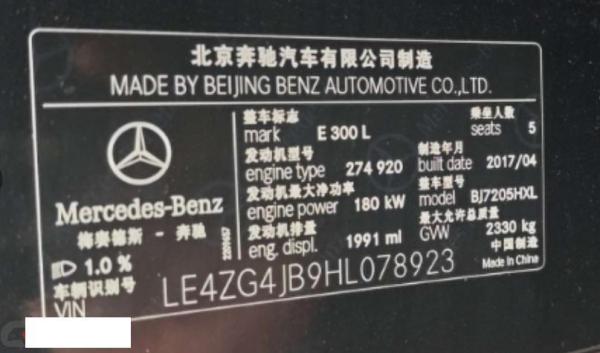 北京奔驰汽车有限公司制造
MADE BY BEIJING BENZ AUTOMOTIVE CO.,LTD.
Mercedes-Benz
梅赛德斯 - 奔驰
1.0 %
整车标志
mark E 300 L
乘坐人数
seats 5
发动机型号
engine type 274 920
制造年月
built date 2017/04
发动机最大净功率
engine power 180 kW
整车型号
model BJ7205HXL
发动机排量
eng. displ. 1991 ml
最大允许总质量
GVW 2330 kg
中国制造
Made in China
车辆识别号
VIN LE4ZG4JB9HL078923